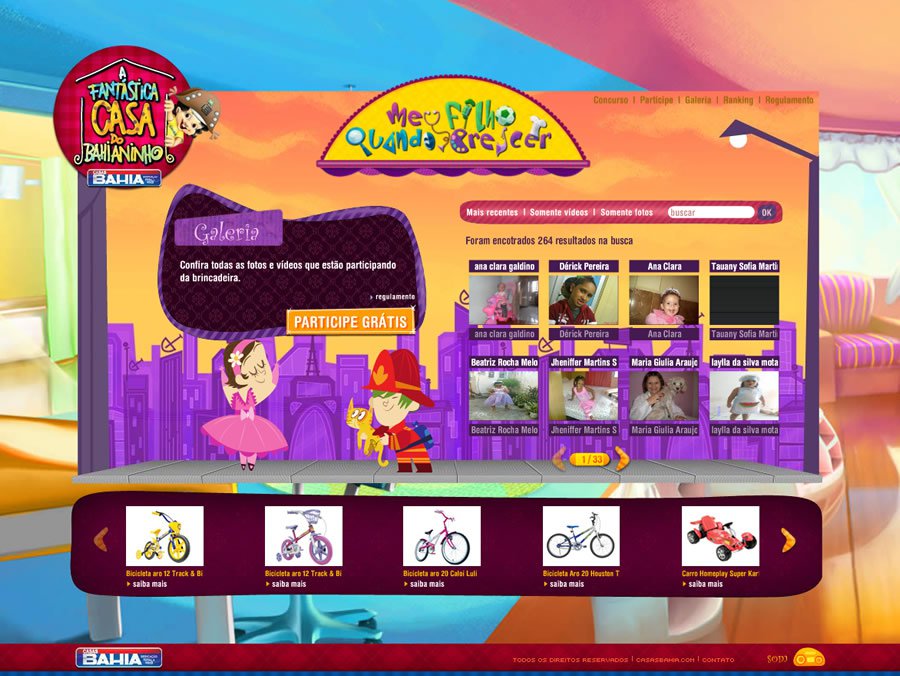 A
FANTÁSTICA
CASA
DO
BAHIANINHO
CASAS
BAHIA
Meu Filho
Quando Crescer
Concurso | Participe | Galeria | Ranking | Regulamento
Galeria
Confira todas as fotos e vídeos que estão participando
da brincadeira.
regulamento
PARTICIPE GRÁTIS
Mais recentes | Somente vídeos | Somente fotos buscar OK
Foram encotrados 264 resultados na busca
ana clara galdino Dérick Pereira Ana Clara Tauany Sofia Marti
ana clara galdino Dérick Pereira Ana Clara Tauany Sofia Marti
Beatriz Rocha Melo Jheniffer Martins S Maria Giulia Araujo laylla da silva mota
Beatriz Rocha Melo Jheniffer Martins S Maria Giulia Araujo laylla da silva mota
1 / 33
Bicicleta aro 12 Track & Bi Bicicleta aro 12 Track & Bi Bicicleta aro 20 Caloi Luli Bicicleta Aro 20 Houston T Carro Homeplay Super Kar
saiba mais saiba mais saiba mais saiba mais saiba mais
CASAS
BAHIA
TODOS OS DIREITOS RESERVADOS | CASASBAHIA.COM | CONTATO
som